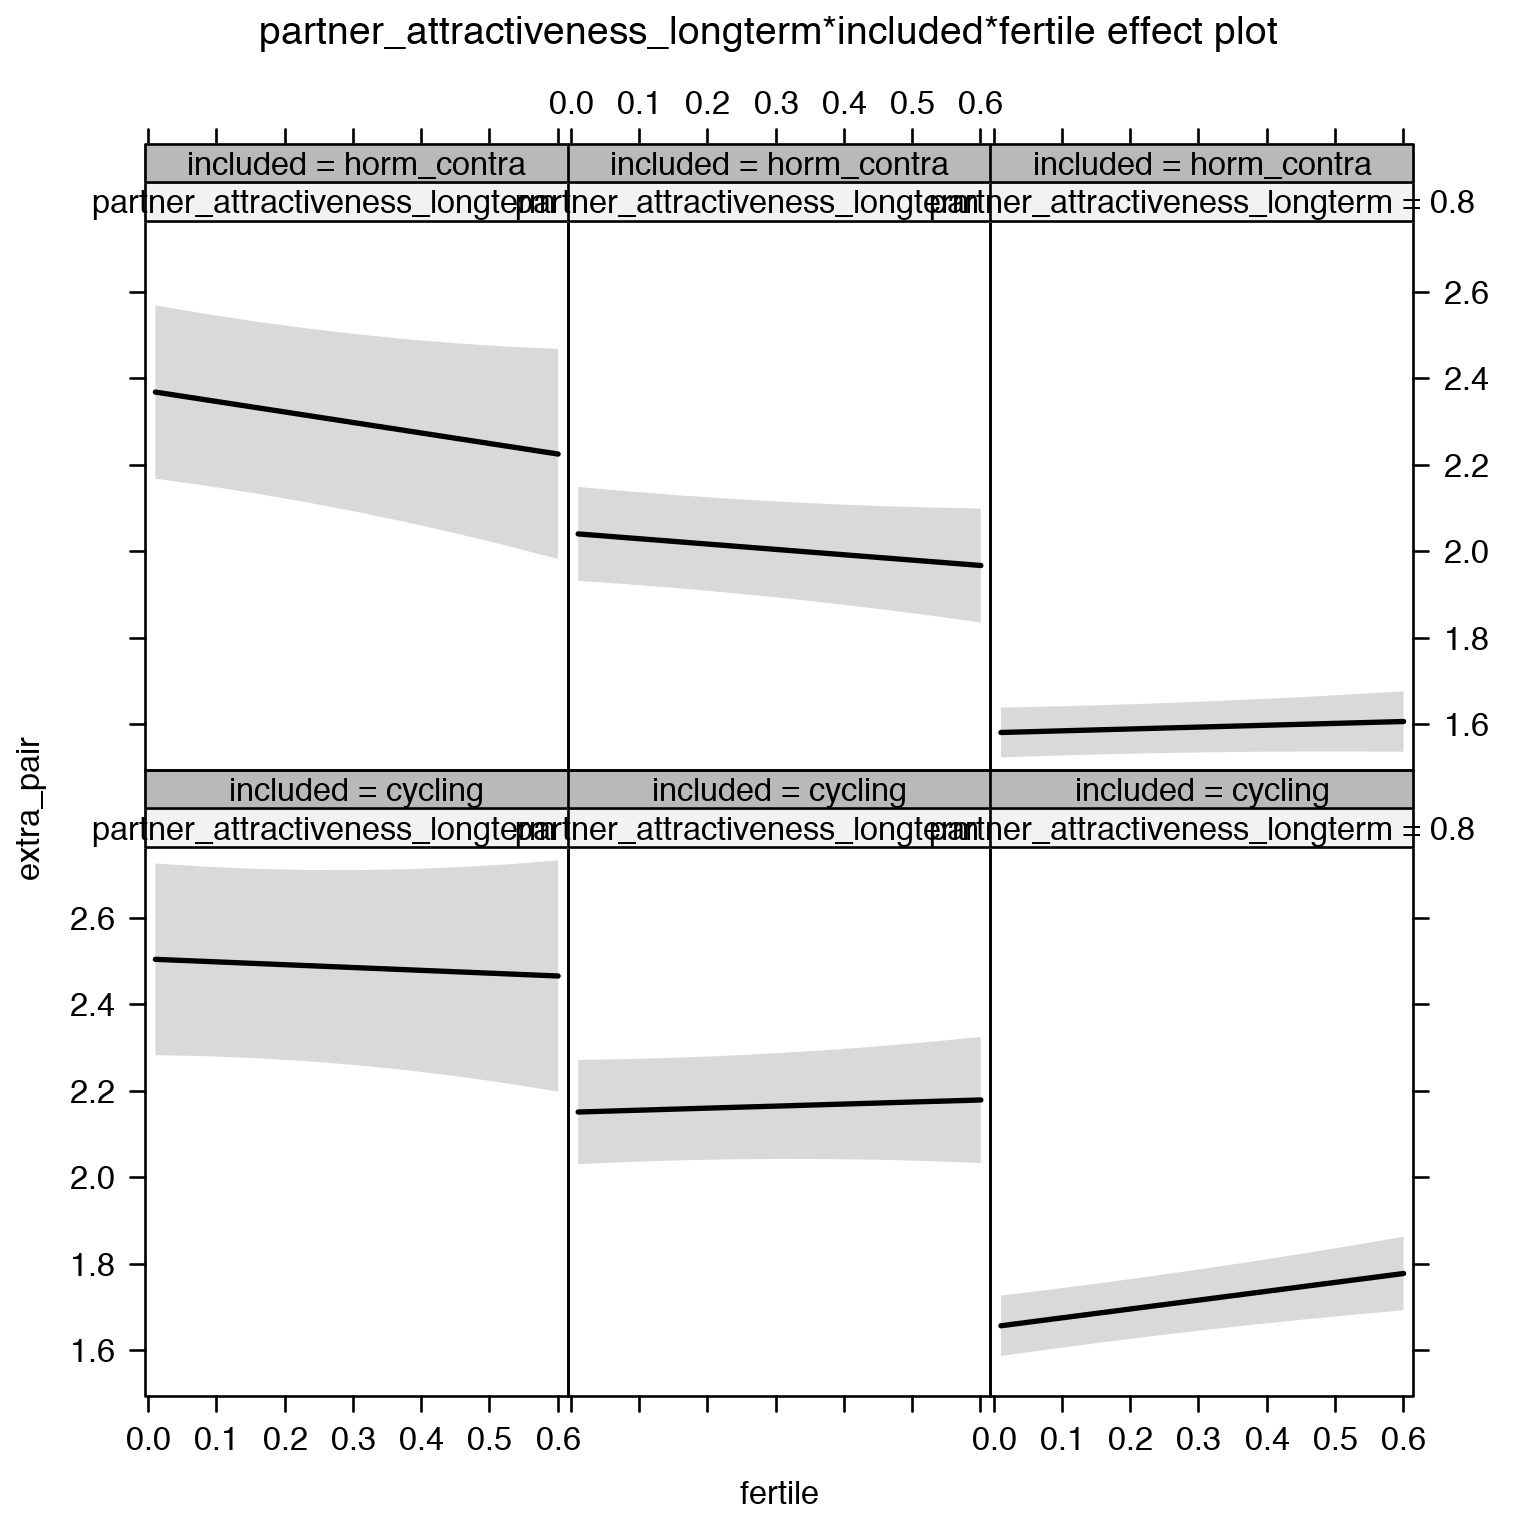 partner_attractiveness_longterm*included*fertile effect plot
0.0 0.1 0.2 0.3 0.4 0.5 0.6
included = horm_contra included = horm_contra included = horm_contra
partner_attractiveness_longterm partner_attractiveness_longterm partner_attractiveness_longterm = 0.8
2.6
2.4
2.2
2.0
1.8
1.6
extra_pair
included = cycling included = cycling included = cycling
partner_attractiveness_longterm partner_attractiveness_longterm partner_attractiveness_longterm = 0.8
2.6
2.4
2.2
2.0
1.8
1.6
0.0 0.1 0.2 0.3 0.4 0.5 0.6 0.0 0.1 0.2 0.3 0.4 0.5 0.6
fertile